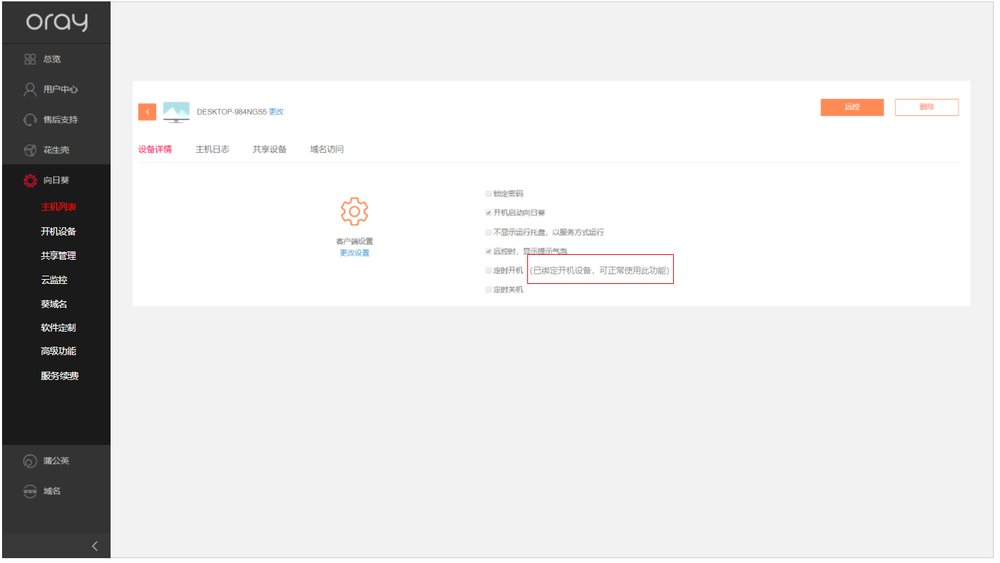 oray
总览
用户中心
售后支持
花生壳
向日葵
主机列表
开机设备
共享管理
云监控
葵域名
软件定制
高级功能
服务续费
蒲公英
www 域名
DESKTOP-984NGS5 更改
远控 删除
设备详情 主机日志 共享设备 域名访问
客户端设置
更改设置
锁定密码
开机启动向日葵
不显示运行托盘，以服务方式运行
远控时，显示提示气泡
定时开机 (已绑定开机设备，可正常使用此功能)
定时关机